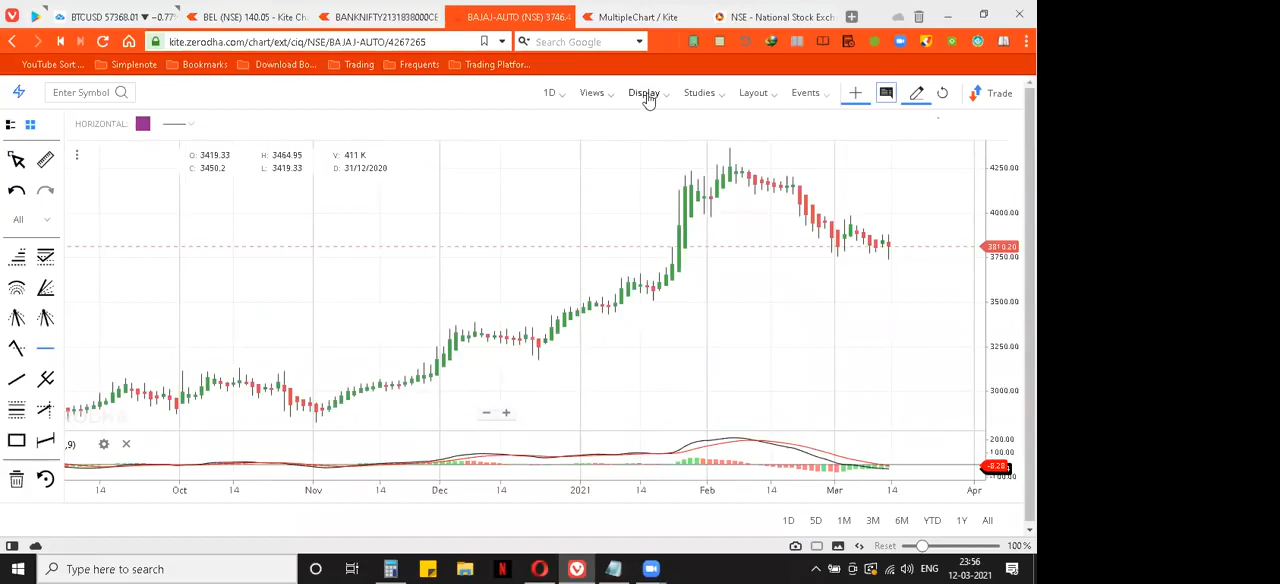 BTCUSD 57368.01 ▼ -0.77%
BEL (NSE) 140.05 - Kite Ch
BANKNIFTY2131838000CE
BAJAJ-AUTO (NSE) 3746.4
MultipleChart / Kite
NSE - National Stock Exch
kite.zerodha.com/chart/ext/ciq/NSE/BAJAJ-AUTO/4267265
Search Google
YouTube Sort ...
Simplenote
Bookmarks
Download Bo...
Trading
Frequents
Trading Platfor...
Enter Symbol
1D
Views
Display
Studies
Layout
Events
Trade
HORIZONTAL:
O: 3419.33 H: 3464.95 V: 411 K
C: 3450.2 L: 3419.33 D: 31/12/2020
4250.00
4000.00
3810.20
3750.00
3500.00
3250.00
3000.00
All
,9)
200.00
100.00
14 Oct 14 Nov 14 Dec 14 2021 14 Feb 14 Mar 14 Apr
1D 5D 1M 3M 6M YTD 1Y All
Reset 100 %
Type here to search
ENG
23:56
12-03-2021